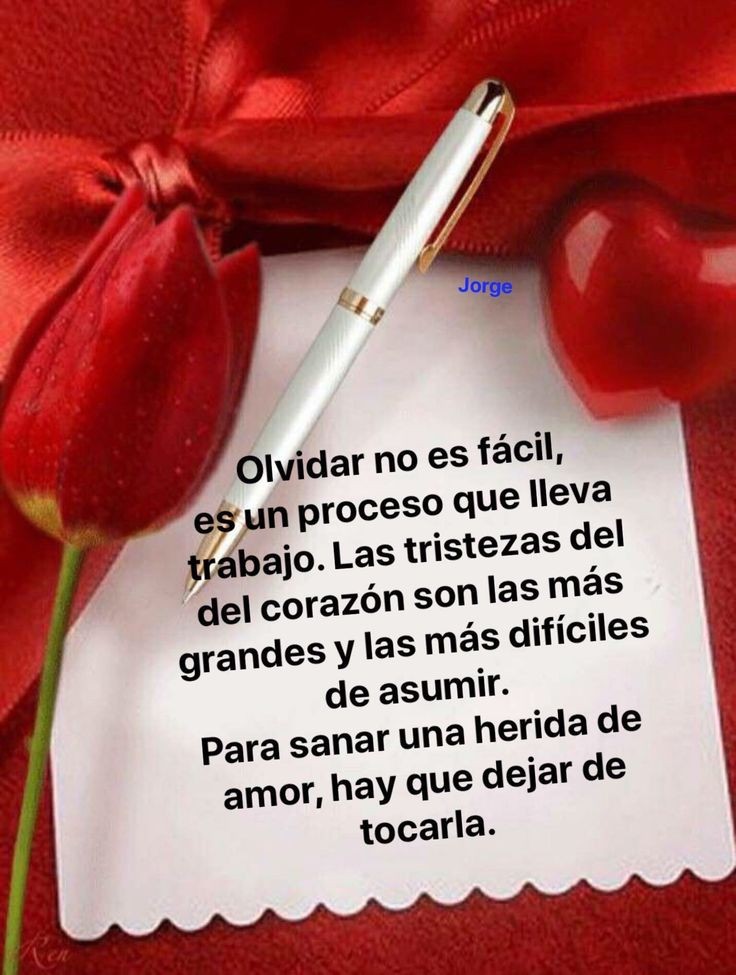 Jorge
Olvidar no es fácil,
es un proceso que lleva
trabajo. Las tristezas del
del corazón son las más
grandes y las más difíciles
de asumir.
Para sanar una herida de
amor, hay que dejar de
tocarla.